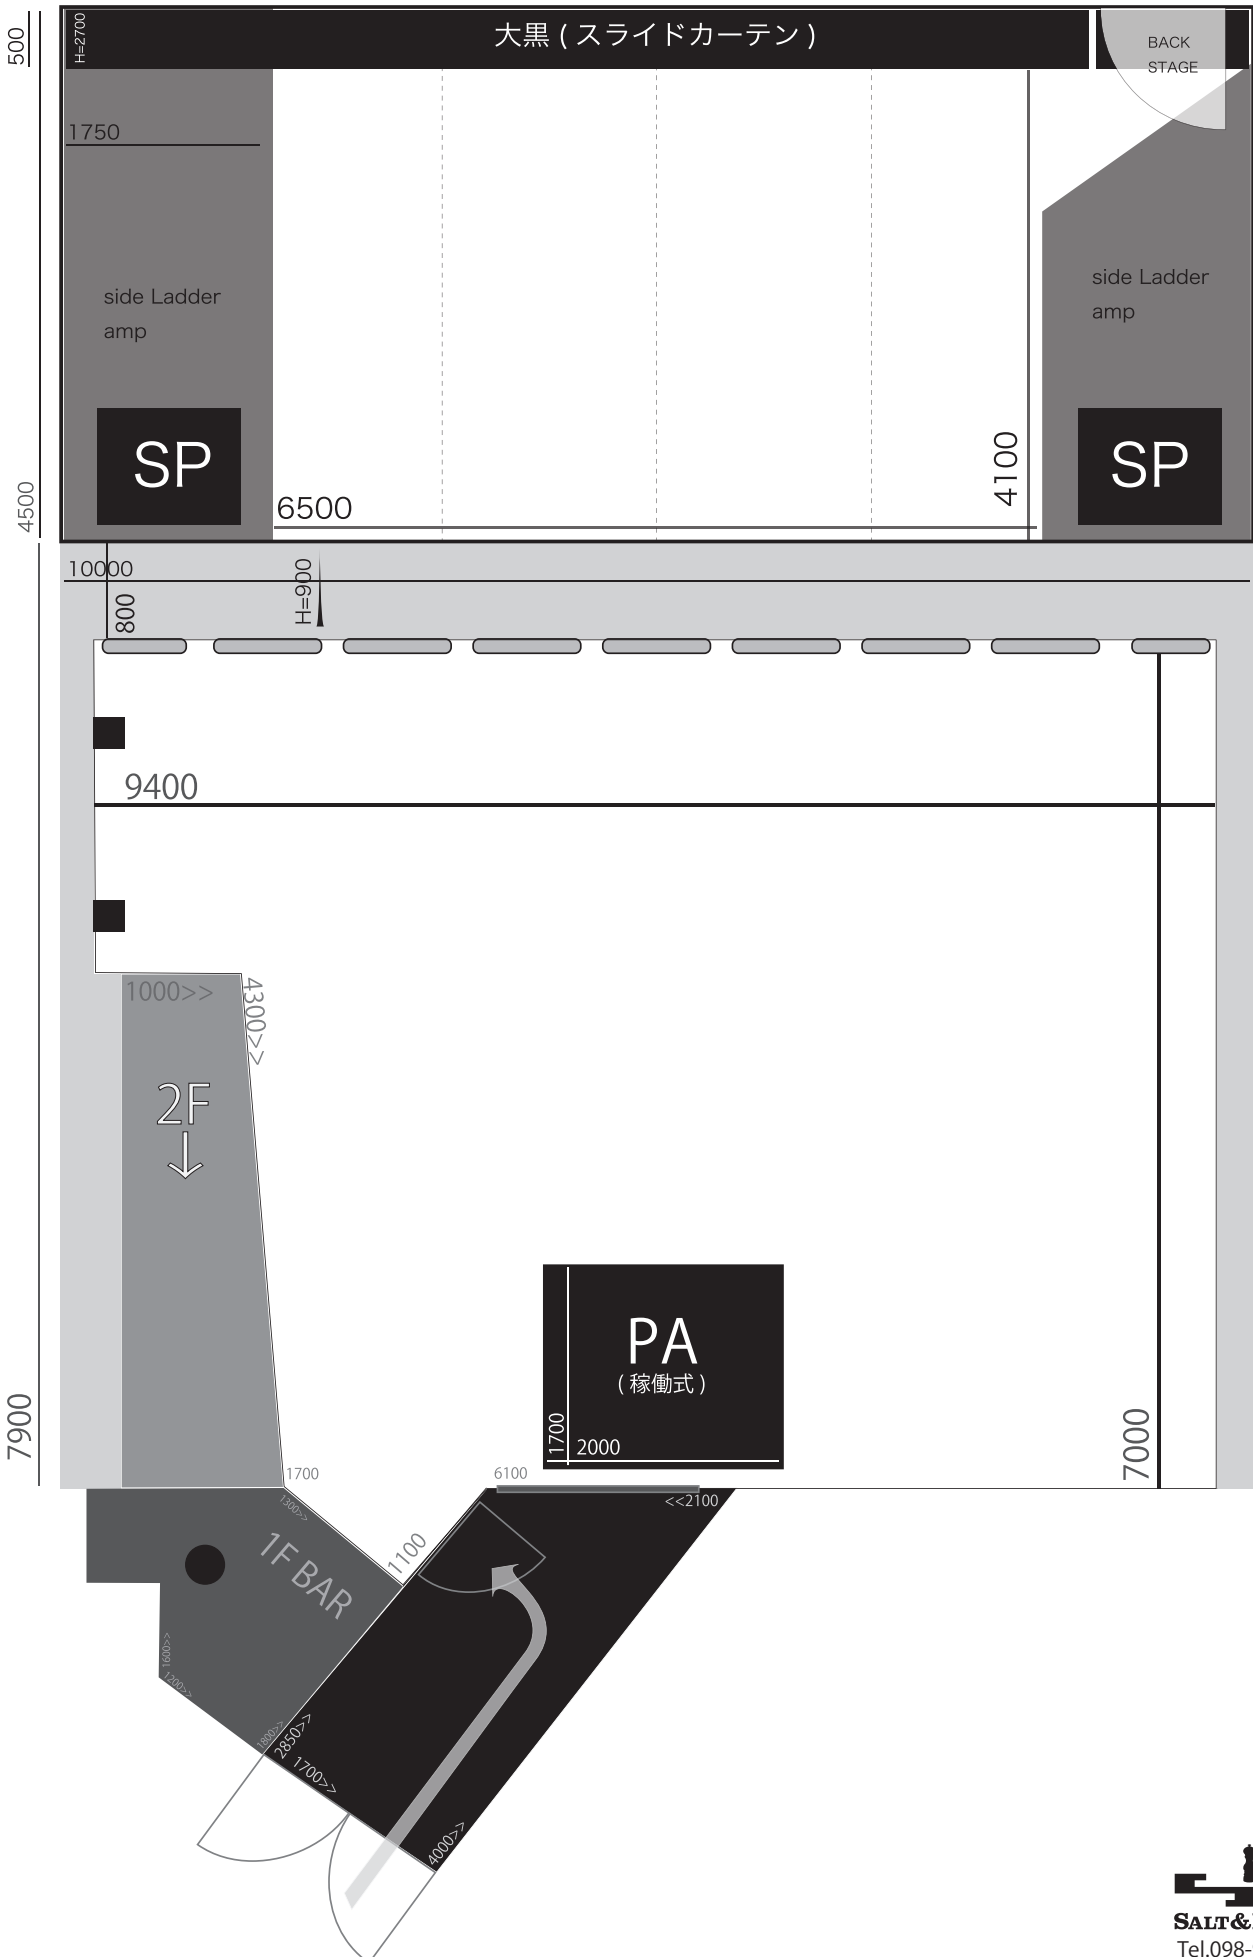 500
H=2700
大黒 ( スライドカーテン )
BACK
STAGE
1750
side Ladder
amp
side Ladder
amp
SP
SP
4500
6500
4100
10000
800
H=900
9400
1000>>
4300>>
2F
PA
( 稼働式 )
1700
2000
7900
7000
1700
6100
<<2100
1300>>
1F BAR
1100
1600>>
1200>>
1800>>
2850>>
1700>>
4000>>
SALT&
Tel.098-